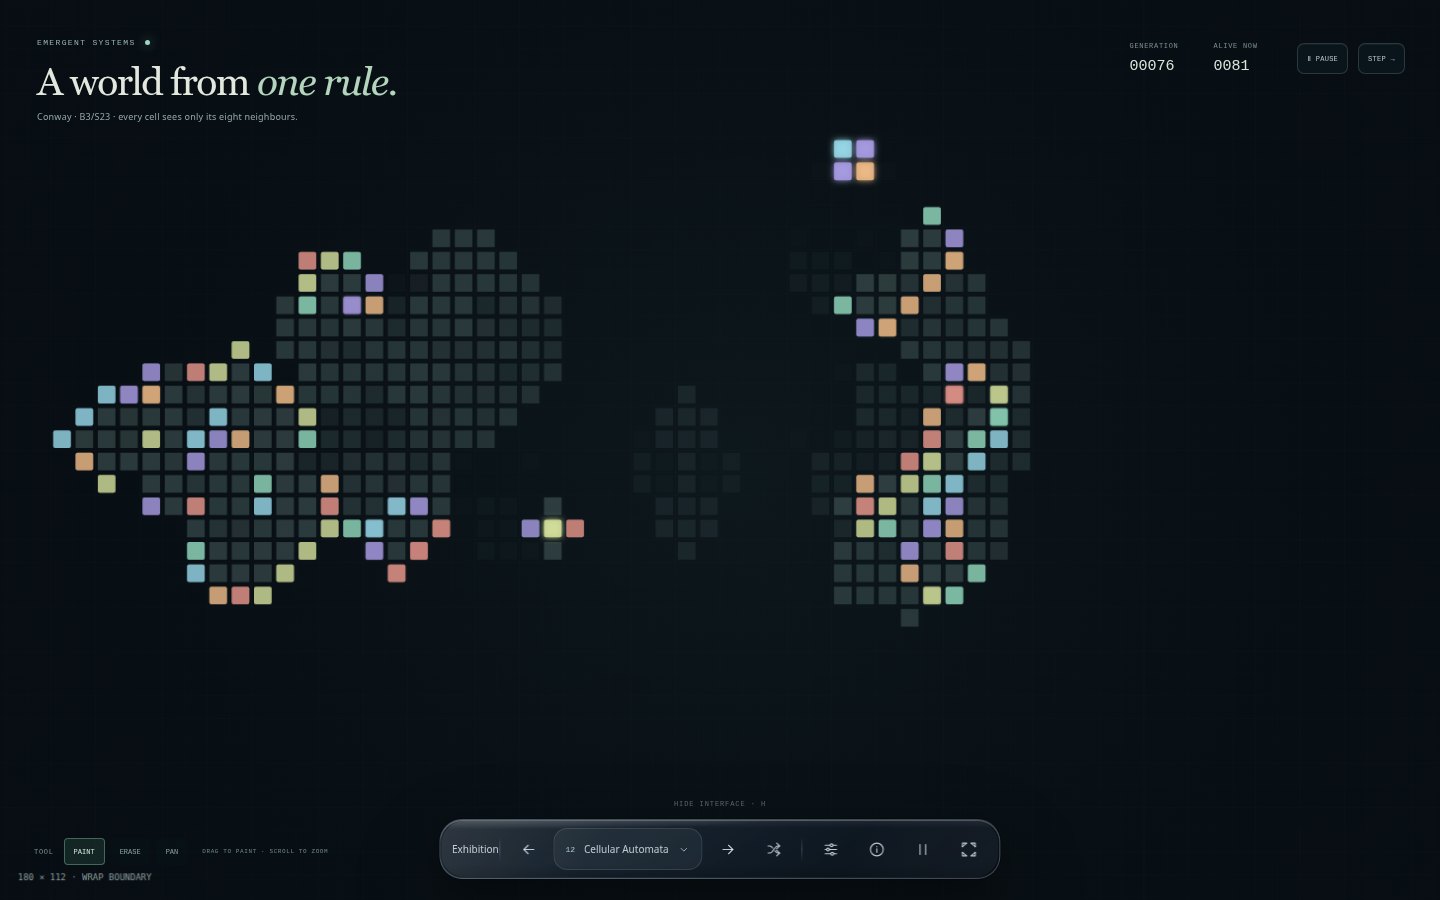 EMERGENT SYSTEMS
A world from one rule.
Conway · B3/S23 · every cell sees only its eight neighbours.
GENERATION
00076
ALIVE NOW
0081
PAUSE
STEP →
HIDE INTERFACE · H
TOOL
PAINT
ERASE
PAN
DRAG TO PAINT · SCROLL TO ZOOM
180 × 112 · WRAP BOUNDARY
Exhibition
12
Cellular Automata